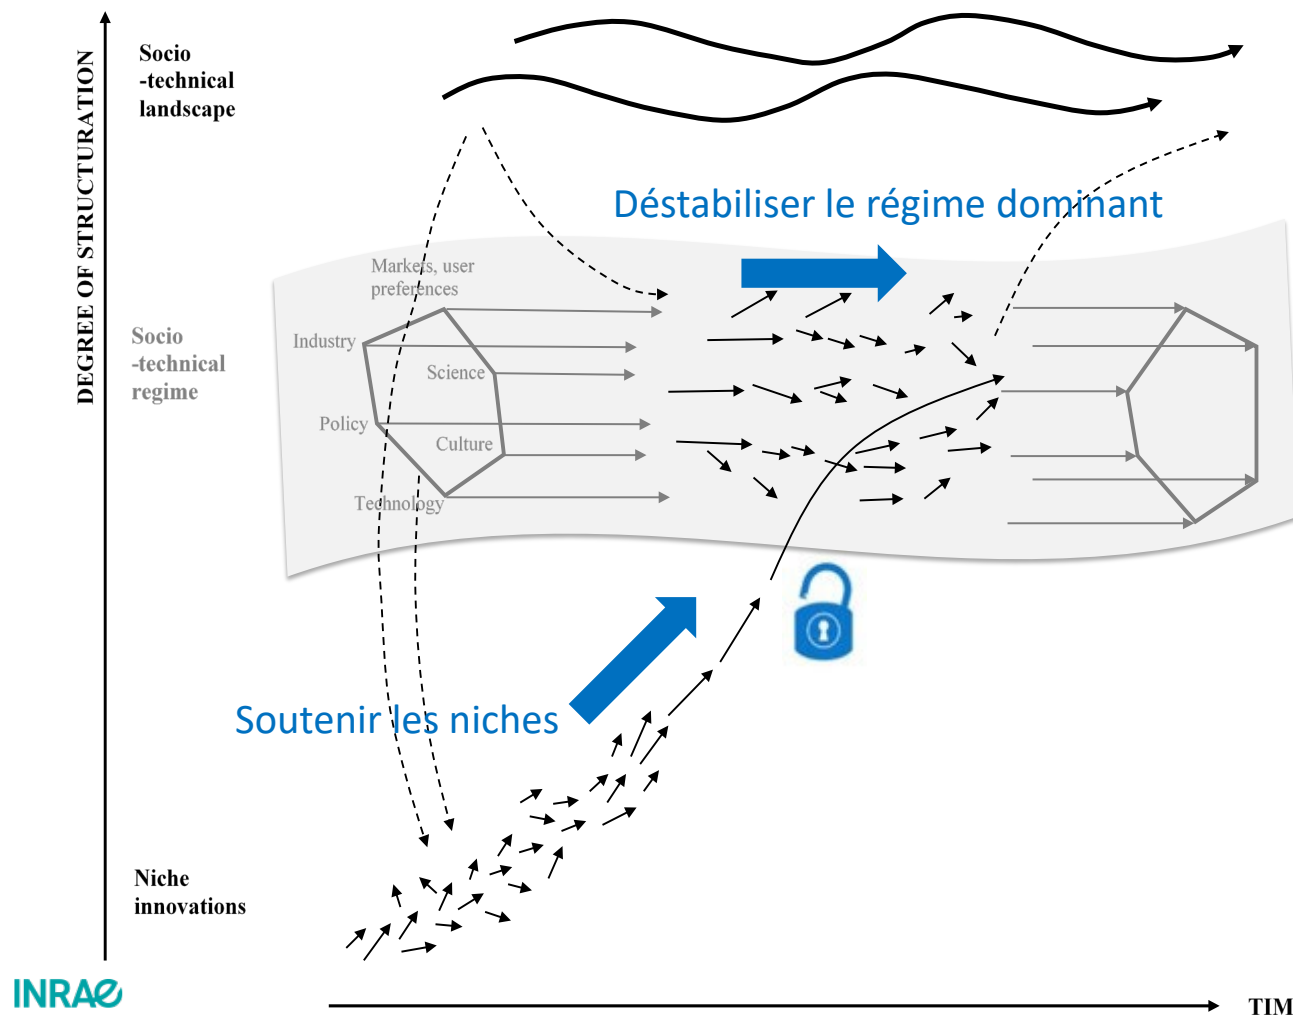 DEGREE OF STRUCTURATION
Socio
-technical
landscape
Déstabiliser le régime dominant
Markets, user
preferences
Industry
Socio
-technical
regime
Science
Policy
Culture
Technology
Soutenir les niches
Niche
innovations
INRAE
TIM